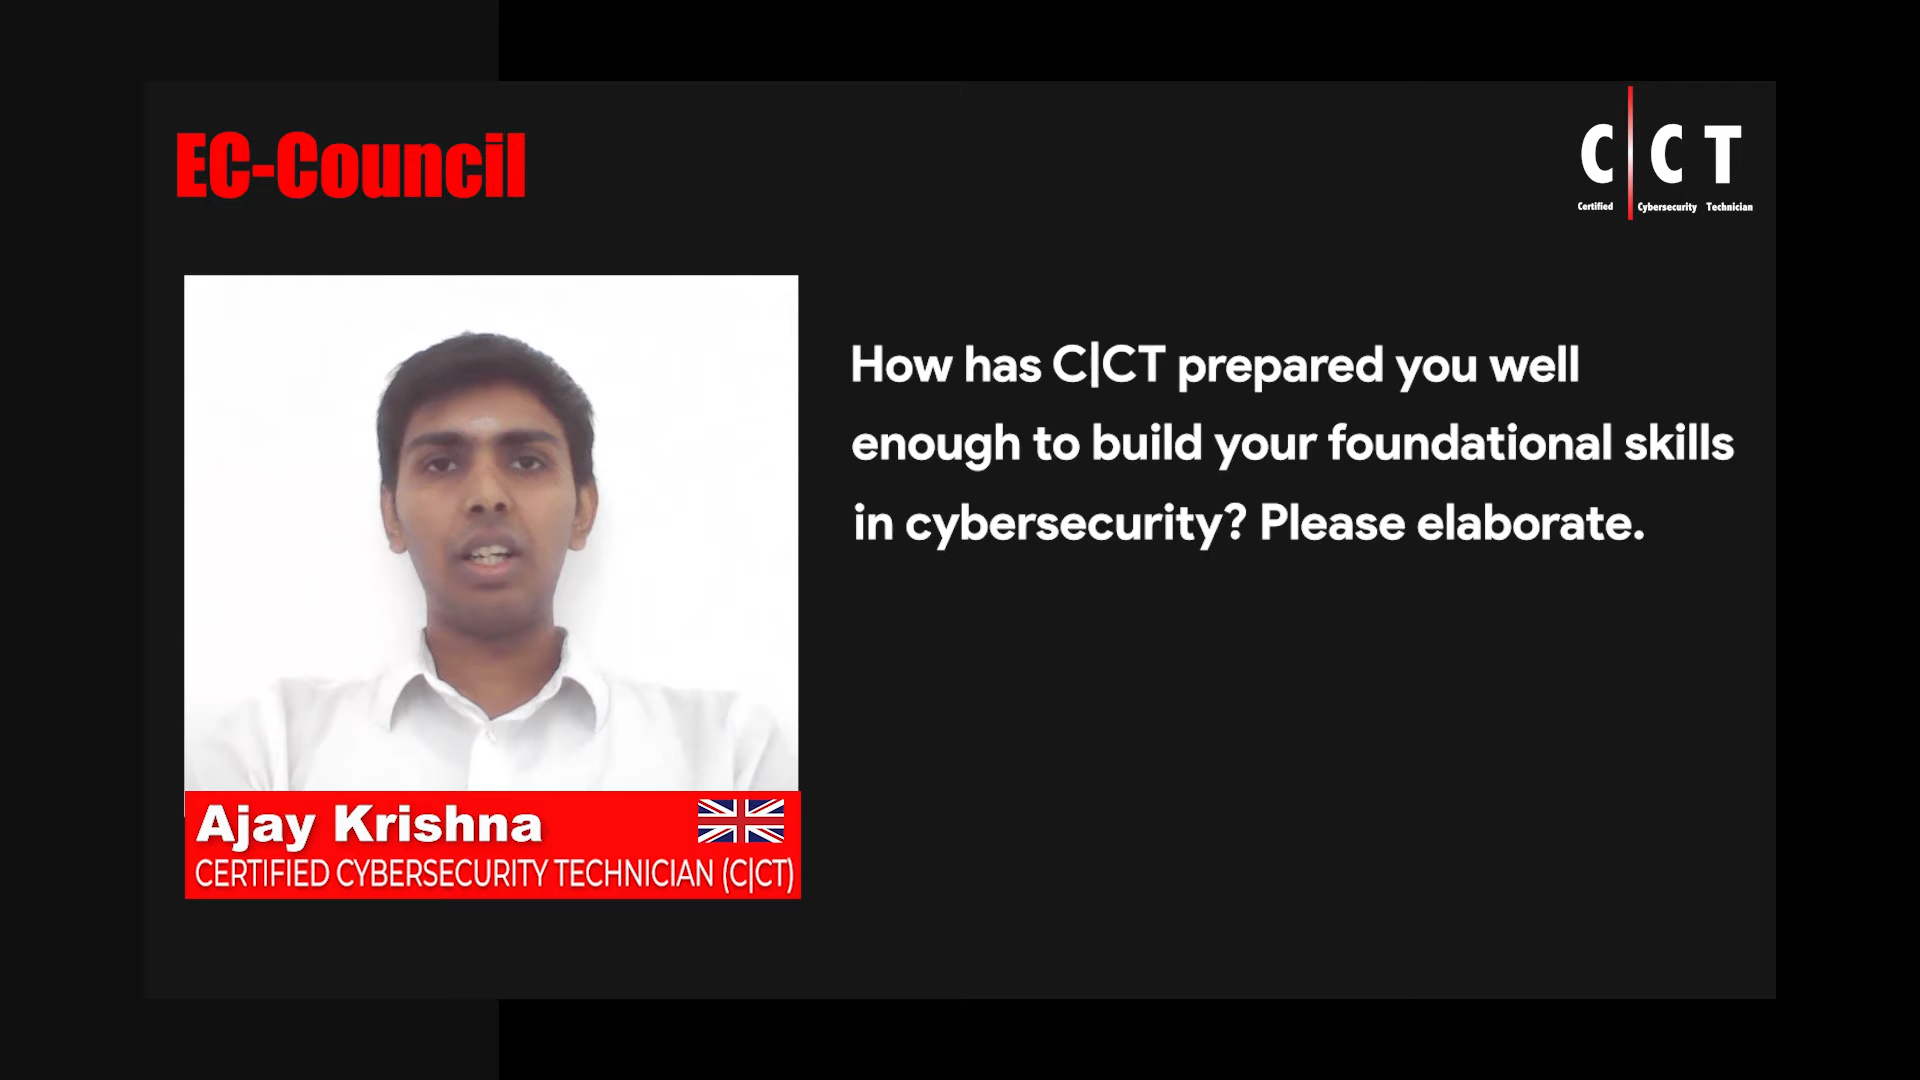 EC-Council
C|CT
Certified Cybersecurity Technician
How has C|CT prepared you well
enough to build your foundational skills
in cybersecurity? Please elaborate.
Ajay Krishna
CERTIFIED CYBERSECURITY TECHNICIAN (C|CT)